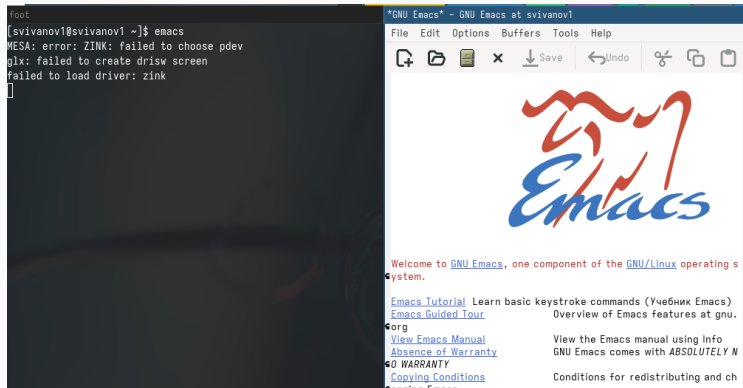 foot
[svivanov1@svivanov1 ~]$ emacs
MESA: error: ZINK: failed to choose pdev
glx: failed to create drisw screen
failed to load driver: zink
*GNU Emacs* - GNU Emacs at svivanov1
File Edit Options Buffers Tools Help
Save Undo
Emacs
Welcome to GNU Emacs, one component of the GNU/Linux operating s
ystem.
Emacs Tutorial Learn basic keystroke commands (Учебник Emacs)
Emacs Guided Tour Overview of Emacs features at gnu.
org
View Emacs Manual View the Emacs manual using Info
Absence of Warranty GNU Emacs comes with ABSOLUTELY N
O WARRANTY
Copying Conditions Conditions for redistributing and ch